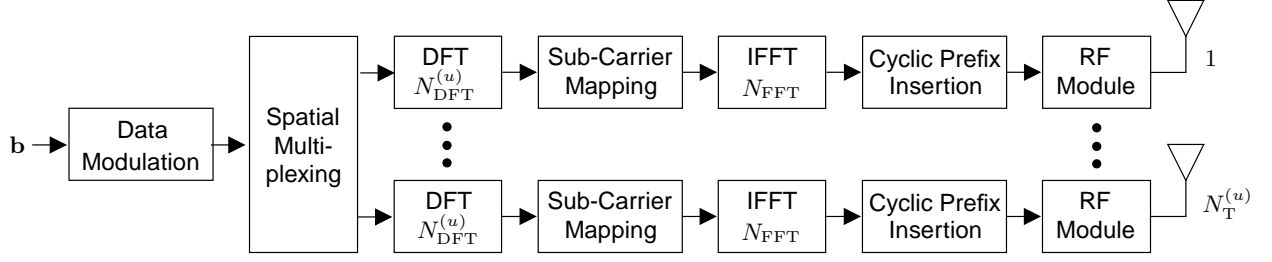 b
Data
Modulation
Spatial
Multi-
plexing
DFT
N_DFT^(u)
Sub-Carrier
Mapping
IFFT
N_FFT
Cyclic Prefix
Insertion
RF
Module
1
DFT
N_DFT^(u)
Sub-Carrier
Mapping
IFFT
N_FFT
Cyclic Prefix
Insertion
RF
Module
N_T^(u)